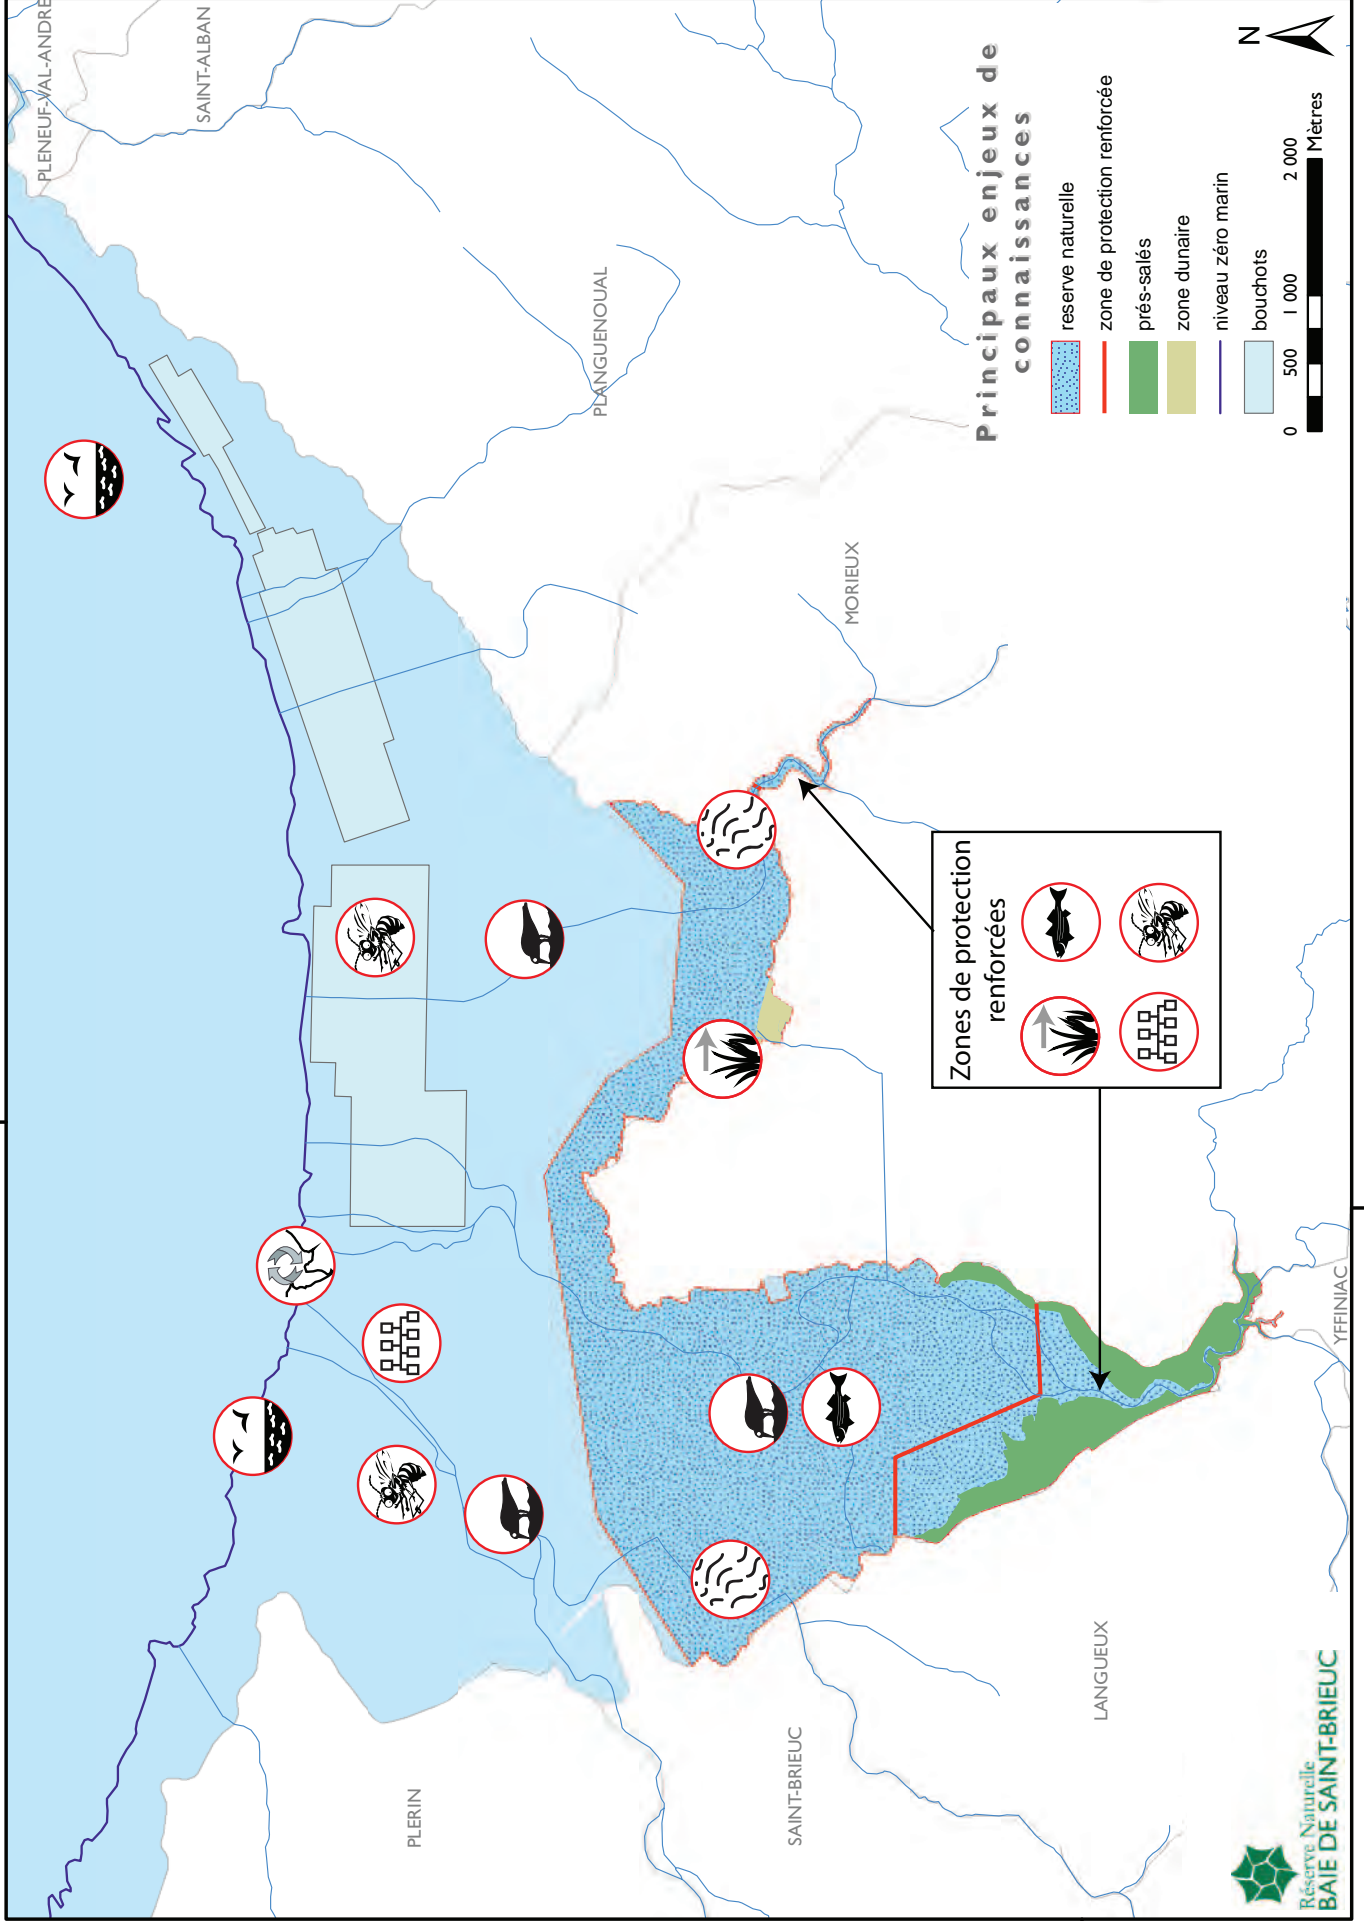 PLENEUF-VAL-ANDRE
SAINT-ALBAN
PLANGUENOUAL
MORIEUX
PLERIN
SAINT-BRIEUC
LANGUEUX
YFFINIAC
Zones de protection
renforcées
Principaux enjeux de
connaissances
reserve naturelle
zone de protection renforcée
prés-salés
zone dunaire
niveau zéro marin
bouchots
0 500 1 000 2 000
Mètres
N
Réserve Naturelle
BAIE DE SAINT-BRIEUC